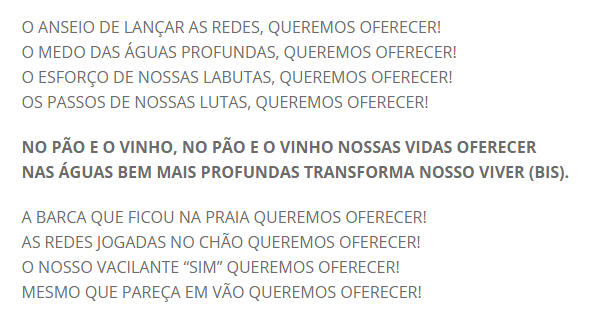 O ANSEIO DE LANÇAR AS REDES, QUEREMOS OFERECER!
O MEDO DAS ÁGUAS PROFUNDAS, QUEREMOS OFERECER!
O ESFORÇO DE NOSSAS LABUTAS, QUEREMOS OFERECER!
OS PASSOS DE NOSSAS LUTAS, QUEREMOS OFERECER!
NO PÃO E O VINHO, NO PÃO E O VINHO NOSSAS VIDAS OFERECER
NAS ÁGUAS BEM MAIS PROFUNDAS TRANSFORMA NOSSO VIVER (BIS).
A BARCA QUE FICOU NA PRAIA QUEREMOS OFERECER!
AS REDES JOGADAS NO CHÃO QUEREMOS OFERECER!
O NOSSO VACILANTE “SIM” QUEREMOS OFERECER!
MESMO QUE PAREÇA EM VÃO QUEREMOS OFERECER!